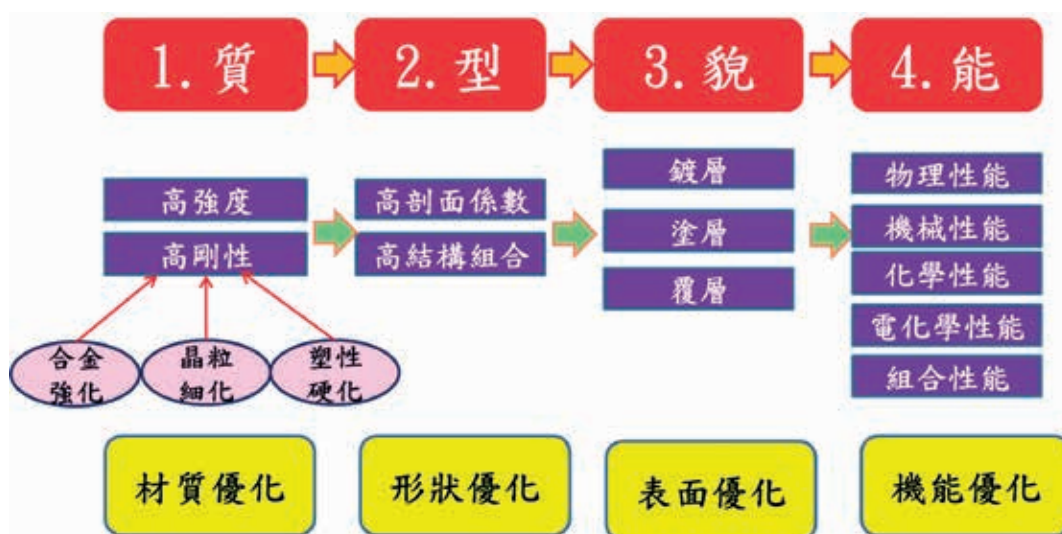 1. 質
2. 型
3. 貌
4. 能
高強度
高剛性
合金
強化
晶粒
細化
塑性
硬化
高剖面係數
高結構組合
鍍層
塗層
覆層
物理性能
機械性能
化學性能
電化學性能
組合性能
材質優化
形狀優化
表面優化
機能優化